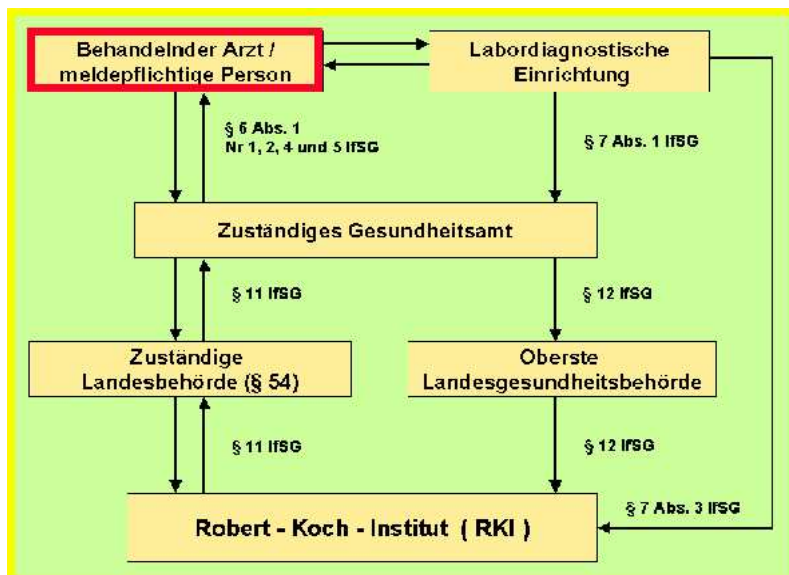 Behandelnder Arzt /
meldepflichtige Person
Labordiagnostische
Einrichtung
§ 6 Abs. 1
Nr 1, 2, 4 und 5 IfSG
§ 7 Abs. 1 IfSG
Zuständiges Gesundheitsamt
§ 11 IfSG
§ 12 IfSG
Zuständige
Landesbehörde (§ 54)
Oberste
Landesgesundheitsbehörde
§ 11 IfSG
§ 12 IfSG
§ 7 Abs. 3 IfSG
Robert - Koch - Institut ( RKI )